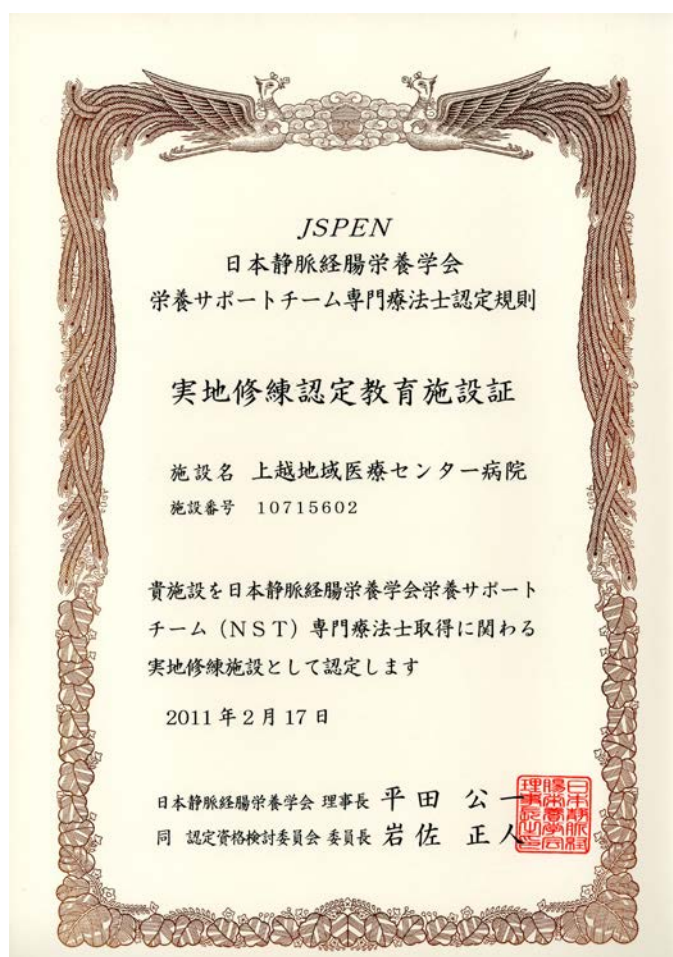 JSPEN
日本静脈経腸栄養学会
栄養サポートチーム専門療法士認定規則
実地修練認定教育施設証
施設名 上越地域医療センター病院
施設番号 10715602
貴施設を日本静脈経腸栄養学会栄養サポート
チーム（NST）専門療法士取得に関わる
実地修練施設として認定します
2011年2月17日
日本静脈経腸栄養学会 理事長 平田 公一
同 認定資格検討委員会 委員長 岩佐 正人